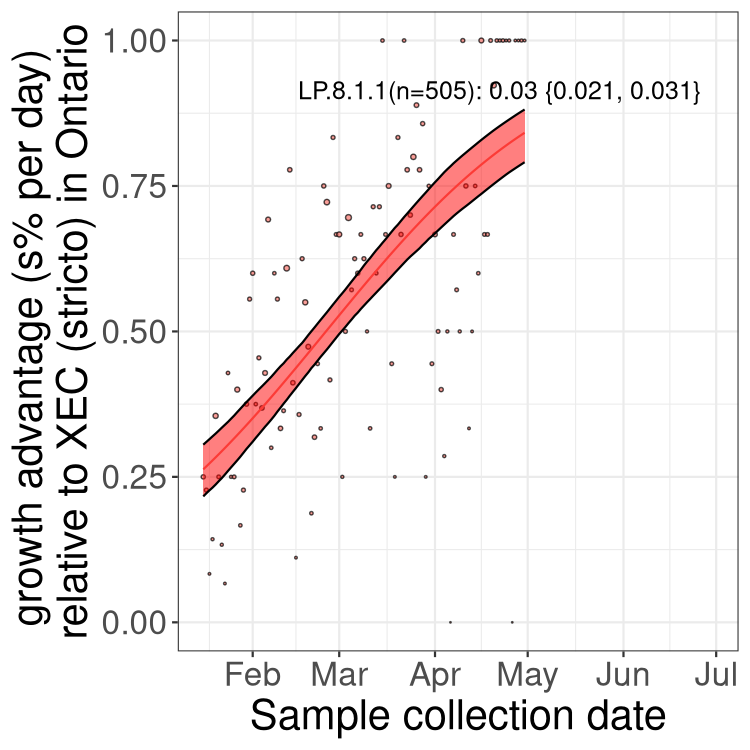 growth advantage (s% per day)
relative to XEC (stricto) in Ontario
1.00
0.75
0.50
0.25
0.00
LP.8.1.1(n=505): 0.03 {0.021, 0.031}
Feb Mar Apr May Jun Jul
Sample collection date